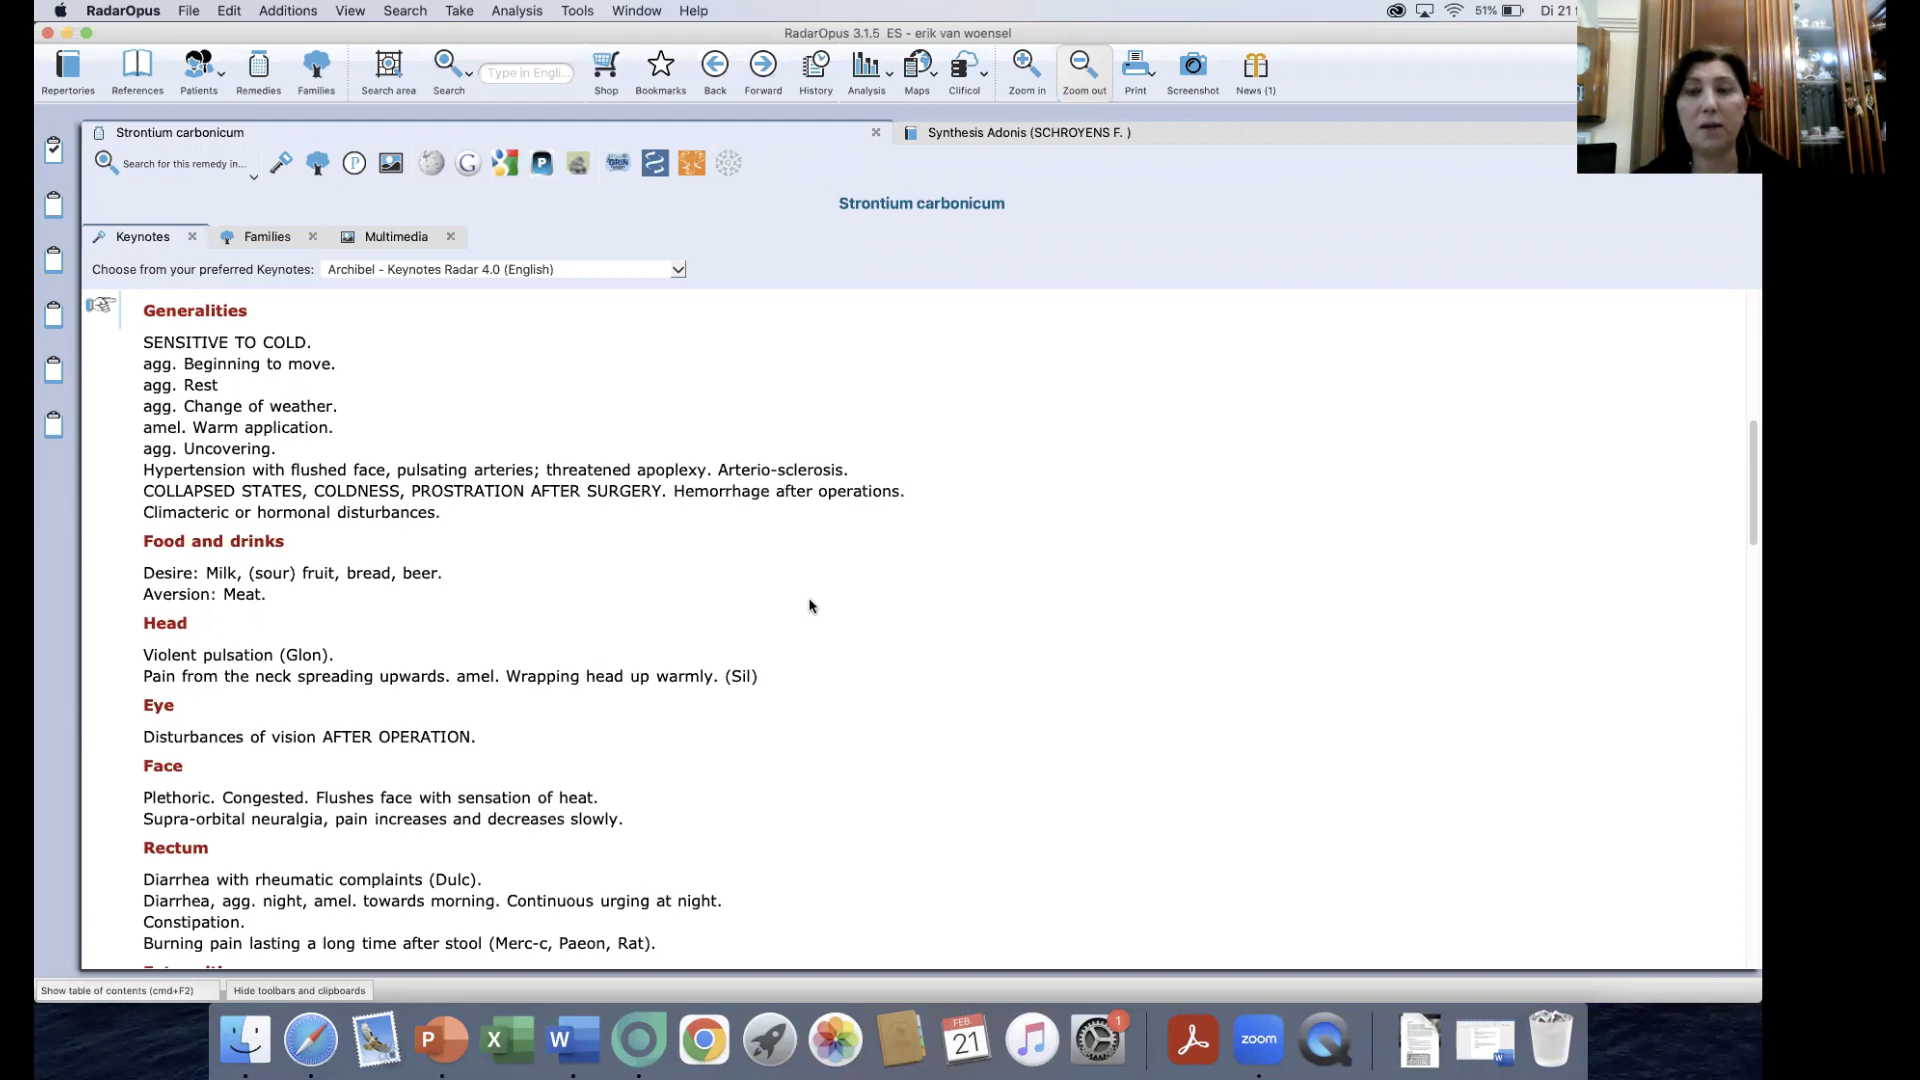 RadarOpus File Edit Additions View Search Take Analysis Tools Window Help 51% Di 21
RadarOpus 3.1.5 ES - erik van woensel
Repertories References Patients Remedies Families Search area Search Type in Engli... Shop Bookmarks Back Forward History Analysis Maps Clificol Zoom in Zoom out Print Screenshot News (1)
Strontium carbonicum Synthesis Adonis (SCHROYENS F. )
Search for this remedy in... P G P GRIN
Strontium carbonicum
Keynotes Families Multimedia
Choose from your preferred Keynotes: Archibel - Keynotes Radar 4.0 (English)
Generalities
SENSITIVE TO COLD.
agg. Beginning to move.
agg. Rest
agg. Change of weather.
amel. Warm application.
agg. Uncovering.
Hypertension with flushed face, pulsating arteries; threatened apoplexy. Arterio-sclerosis.
COLLAPSED STATES, COLDNESS, PROSTRATION AFTER SURGERY. Hemorrhage after operations.
Climacteric or hormonal disturbances.
Food and drinks
Desire: Milk, (sour) fruit, bread, beer.
Aversion: Meat.
Head
Violent pulsation (Glon).
Pain from the neck spreading upwards. amel. Wrapping head up warmly. (Sil)
Eye
Disturbances of vision AFTER OPERATION.
Face
Plethoric. Congested. Flushes face with sensation of heat.
Supra-orbital neuralgia, pain increases and decreases slowly.
Rectum
Diarrhea with rheumatic complaints (Dulc).
Diarrhea, agg. night, amel. towards morning. Continuous urging at night.
Constipation.
Burning pain lasting a long time after stool (Merc-c, Paeon, Rat).
Show table of contents (cmd+F2) Hide toolbars and clipboards
P X W FEB. 21 1 zoom W